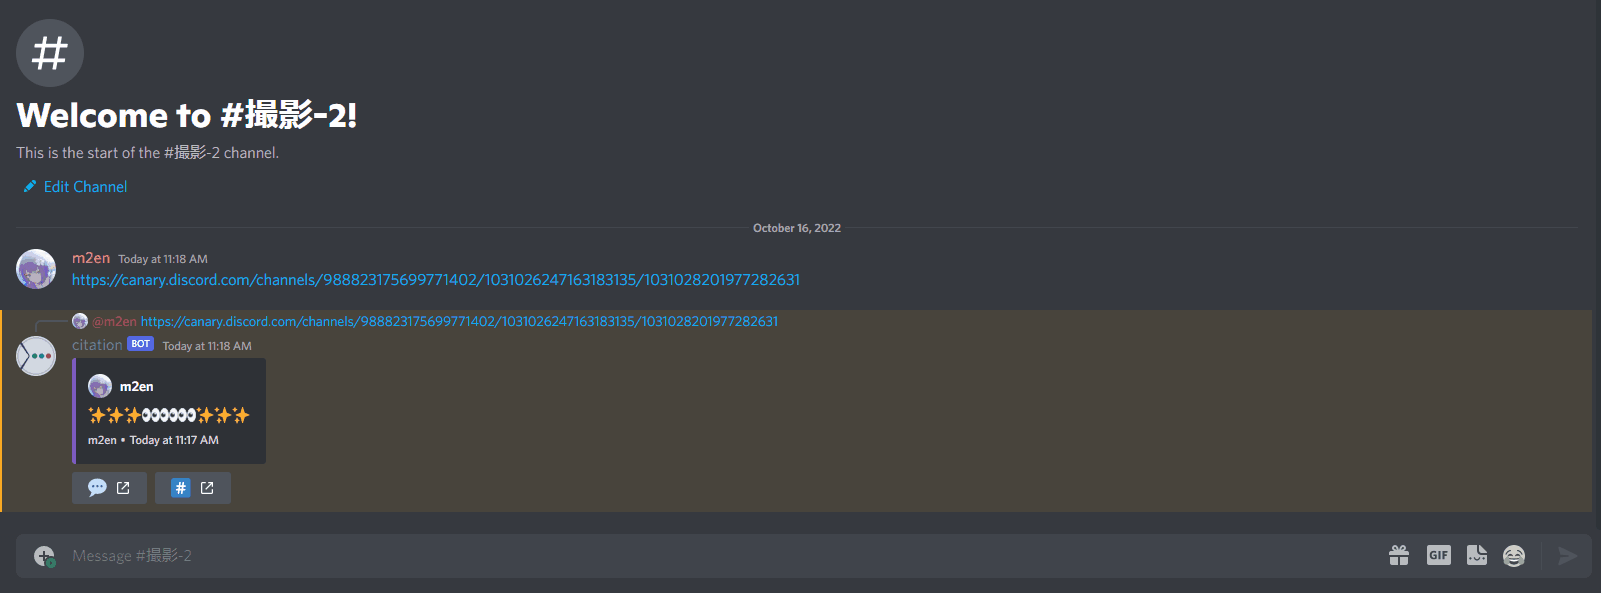 Welcome to #撮影-2!
This is the start of the #撮影-2 channel.
Edit Channel
October 16, 2022
m2en Today at 11:18 AM
https://canary.discord.com/channels/988823175699771402/1031026247163183135/1031028201977282631
@m2en https://canary.discord.com/channels/988823175699771402/1031026247163183135/1031028201977282631
citation BOT Today at 11:18 AM
m2en
✨✨✨👀👀👀✨✨✨
m2en • Today at 11:17 AM
Message #撮影-2
GIF